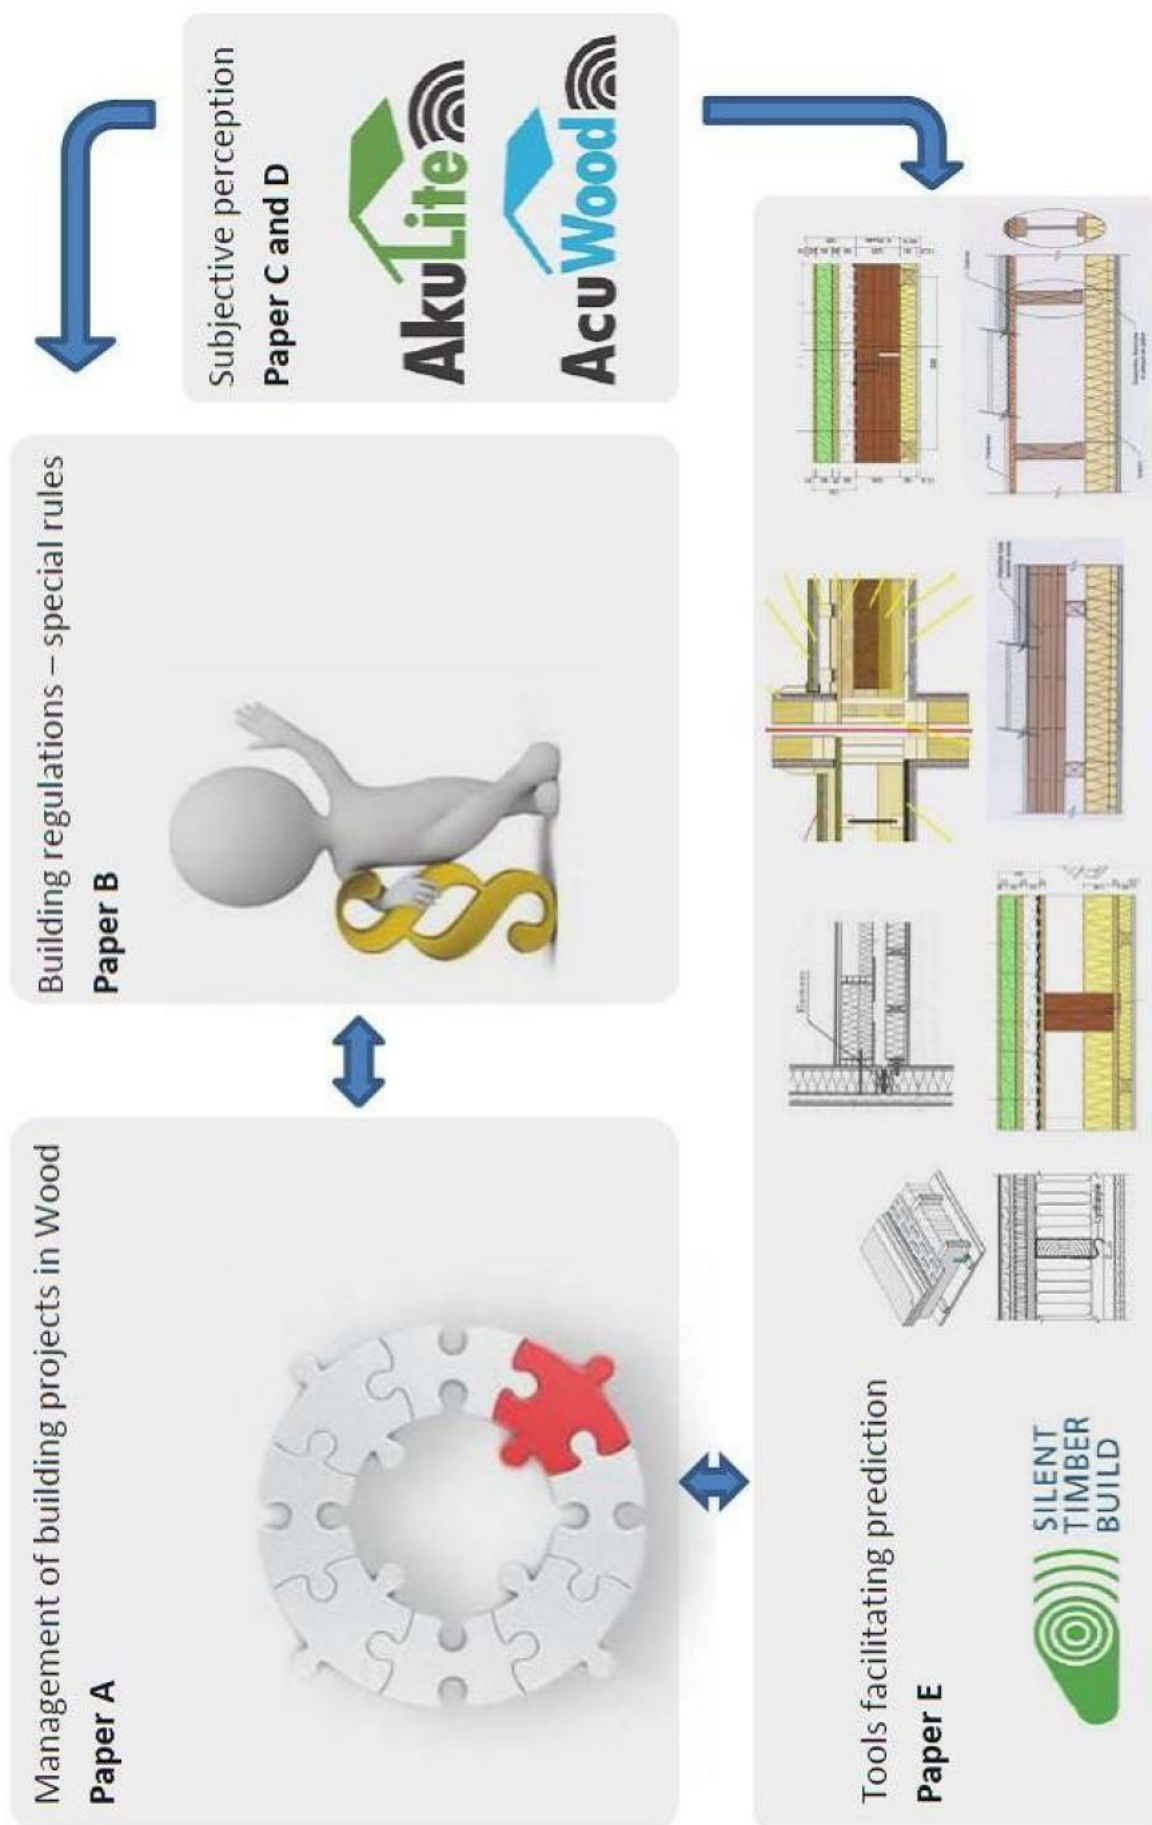 Management of building projects in Wood
Paper A
Building regulations – special rules
Paper B
Subjective perception
Paper C and D
AkuLite
AcuWood
Tools facilitating prediction
Paper E
SILENT
TIMBER
BUILD